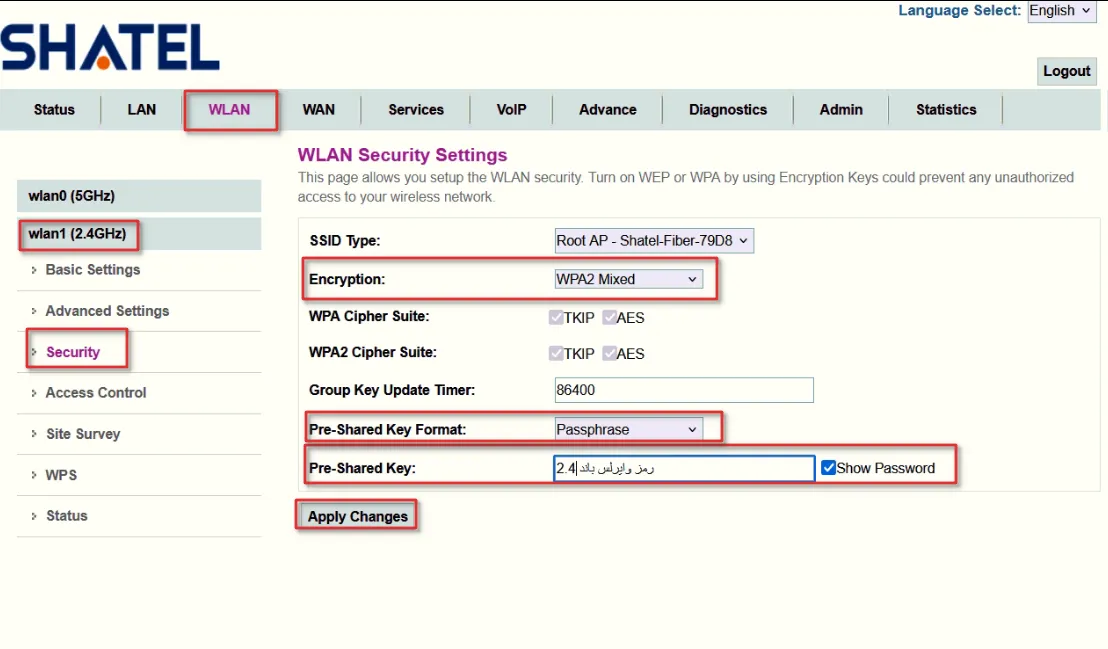 Language Select: English
SHATEL
Logout
Status LAN WLAN WAN Services VoIP Advance Diagnostics Admin Statistics
WLAN Security Settings
This page allows you setup the WLAN security. Turn on WEP or WPA by using Encryption Keys could prevent any unauthorized
access to your wireless network.
wlan0 (5GHz)
wlan1 (2.4GHz)
Basic Settings
Advanced Settings
Security
Access Control
Site Survey
WPS
Status
SSID Type: Root AP - Shatel-Fiber-79D8
Encryption: WPA2 Mixed
WPA Cipher Suite: TKIP AES
WPA2 Cipher Suite: TKIP AES
Group Key Update Timer: 86400
Pre-Shared Key Format: Passphrase
Pre-Shared Key: رمز وایرلس باند 2.4 Show Password
Apply Changes